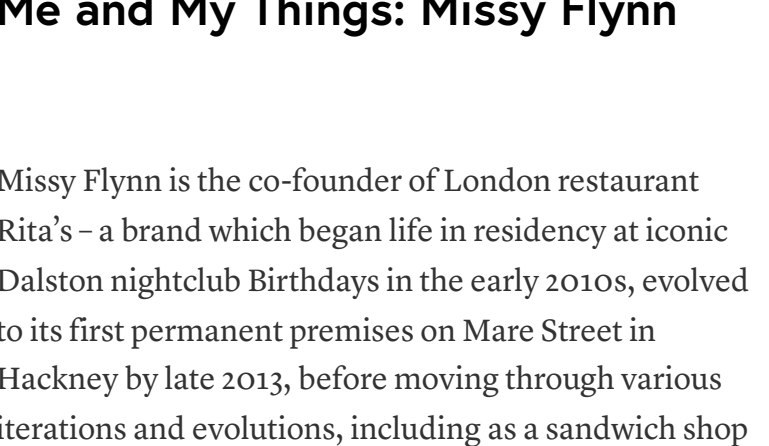 Me and My Things: Missy Flynn
Missy Flynn is the co-founder of London restaurant
Rita’s – a brand which began life in residency at iconic
Dalston nightclub Birthdays in the early 2010s, evolved
to its first permanent premises on Mare Street in
Hackney by late 2013, before moving through various
iterations and evolutions, including as a sandwich shop